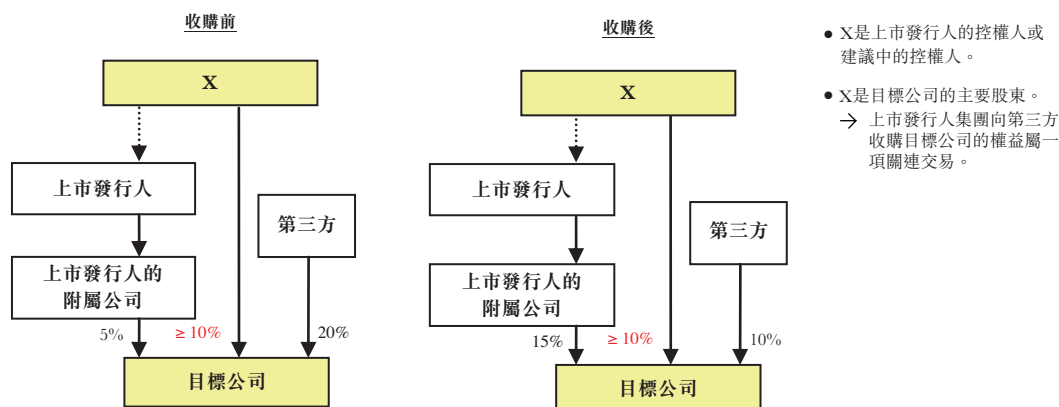 收購前
X
上市發行人
第三方
上市發行人的
附屬公司
5%
≥ 10%
20%
目標公司
收購後
X
上市發行人
第三方
上市發行人的
附屬公司
15%
≥ 10%
10%
目標公司
● X是上市發行人的控權人或
建議中的控權人。
● X是目標公司的主要股東。
→ 上市發行人集團向第三方
收購目標公司的權益屬一
項關連交易。